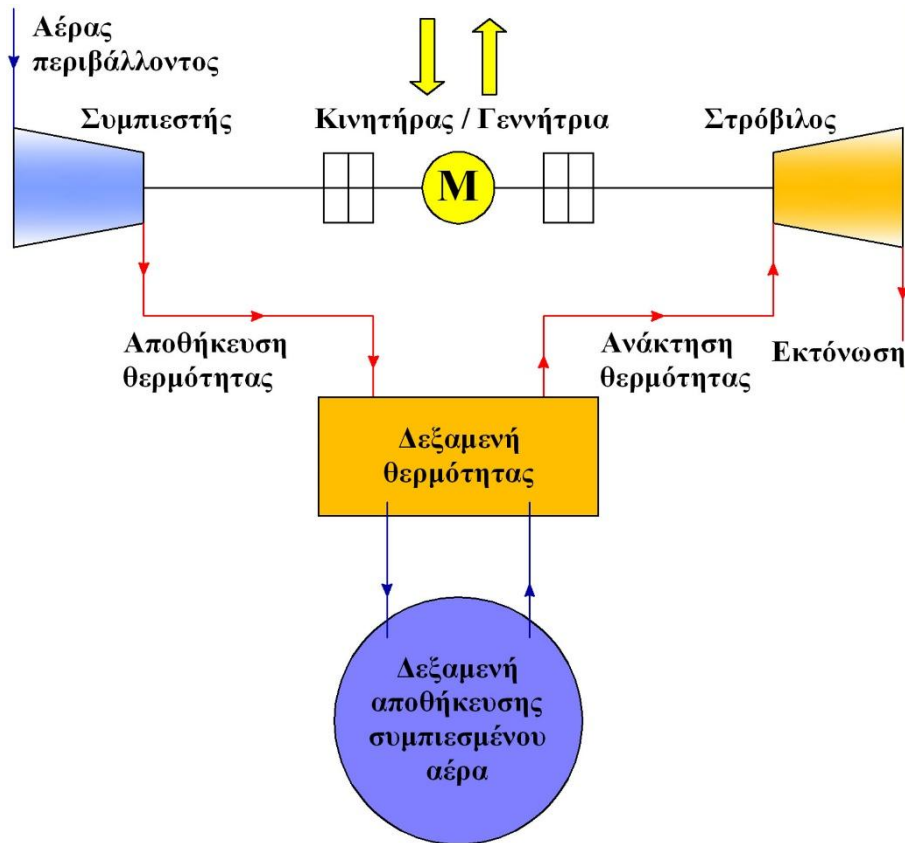 Αέρας
περιβάλλοντος
Συμπιεστής
Κινητήρας / Γεννήτρια
Στρόβιλος
M
Αποθήκευση
θερμότητας
Ανάκτηση
θερμότητας
Εκτόνωση
Δεξαμενή
θερμότητας
Δεξαμενή
αποθήκευσης
συμπιεσμένου
αέρα